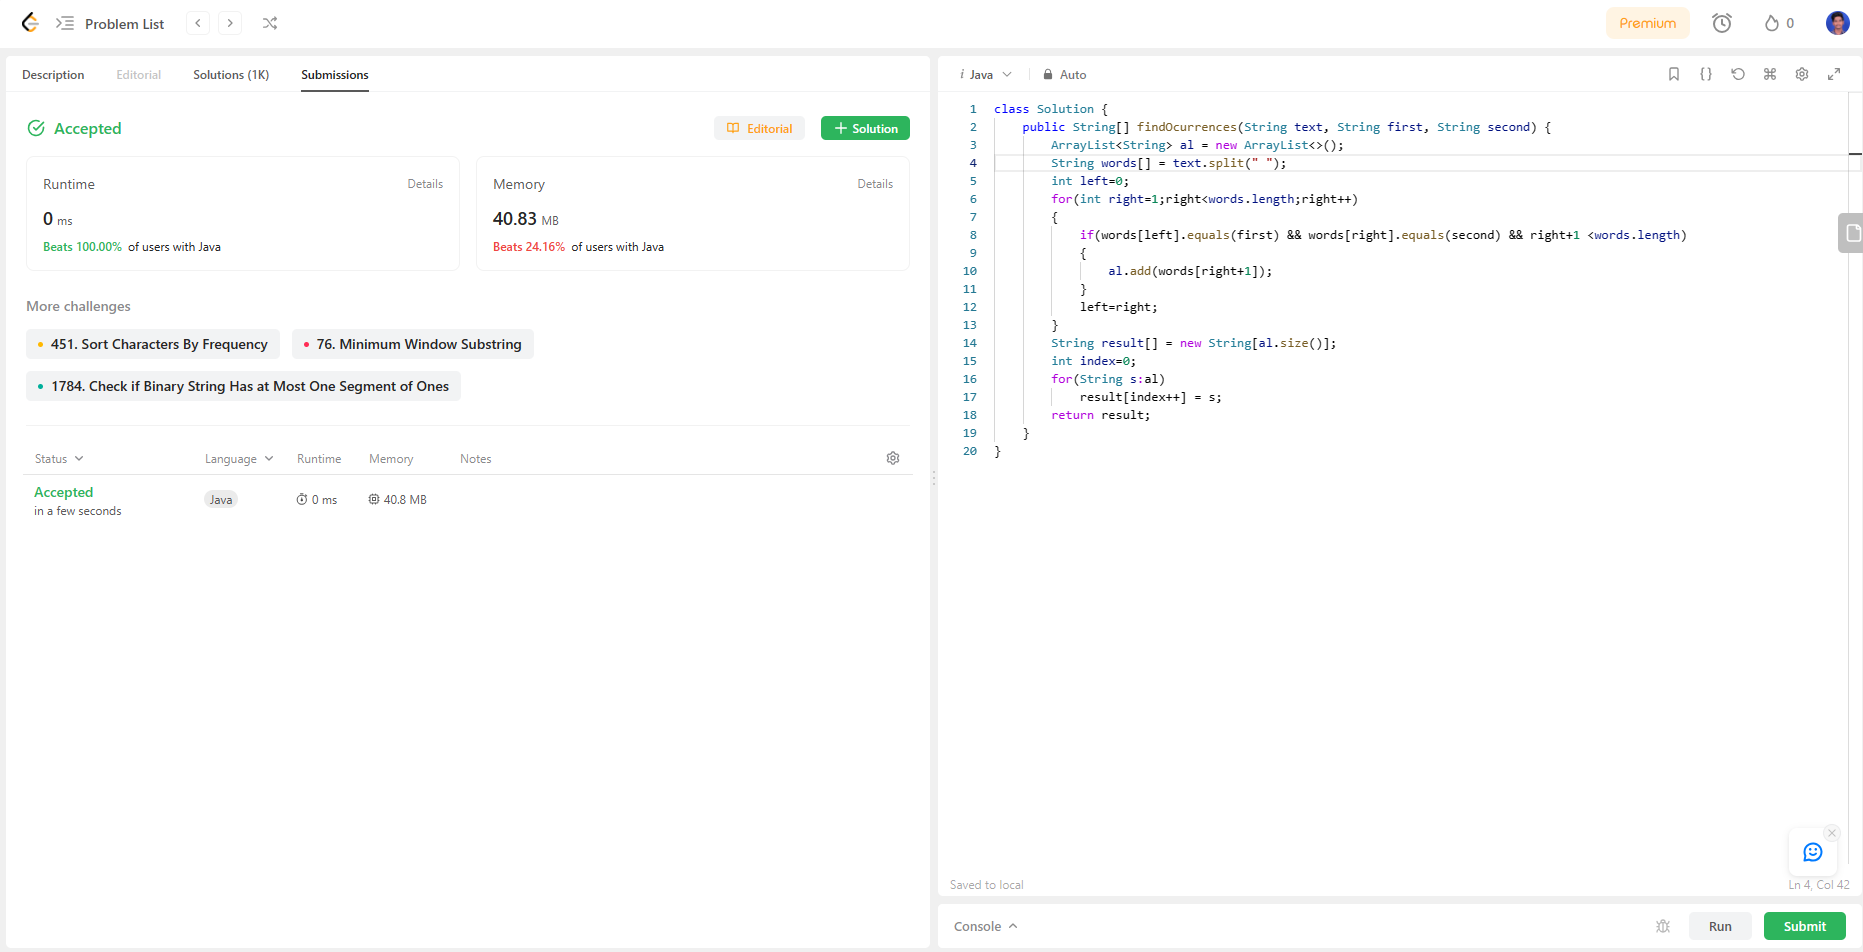 Problem List
Premium
0
Description Editorial Solutions (1K) Submissions
Accepted
Editorial
Solution
Runtime Details
0 ms
Beats 100.00% of users with Java
Memory Details
40.83 MB
Beats 24.16% of users with Java
More challenges
451. Sort Characters By Frequency
76. Minimum Window Substring
1784. Check if Binary String Has at Most One Segment of Ones
Status Language Runtime Memory Notes
Accepted
in a few seconds
Java 0 ms 40.8 MB
i Java Auto
1 class Solution {
2 public String[] findOcurrences(String text, String first, String second) {
3 ArrayList<String> al = new ArrayList<>();
4 String words[] = text.split(" ");
5 int left=0;
6 for(int right=1;right<words.length;right++)
7 {
8 if(words[left].equals(first) && words[right].equals(second) && right+1 <words.length)
9 {
10 al.add(words[right+1]);
11 }
12 left=right;
13 }
14 String result[] = new String[al.size()];
15 int index=0;
16 for(String s:al)
17 result[index++] = s;
18 return result;
19 }
20 }
Saved to local
Ln 4, Col 42
Console
Run
Submit